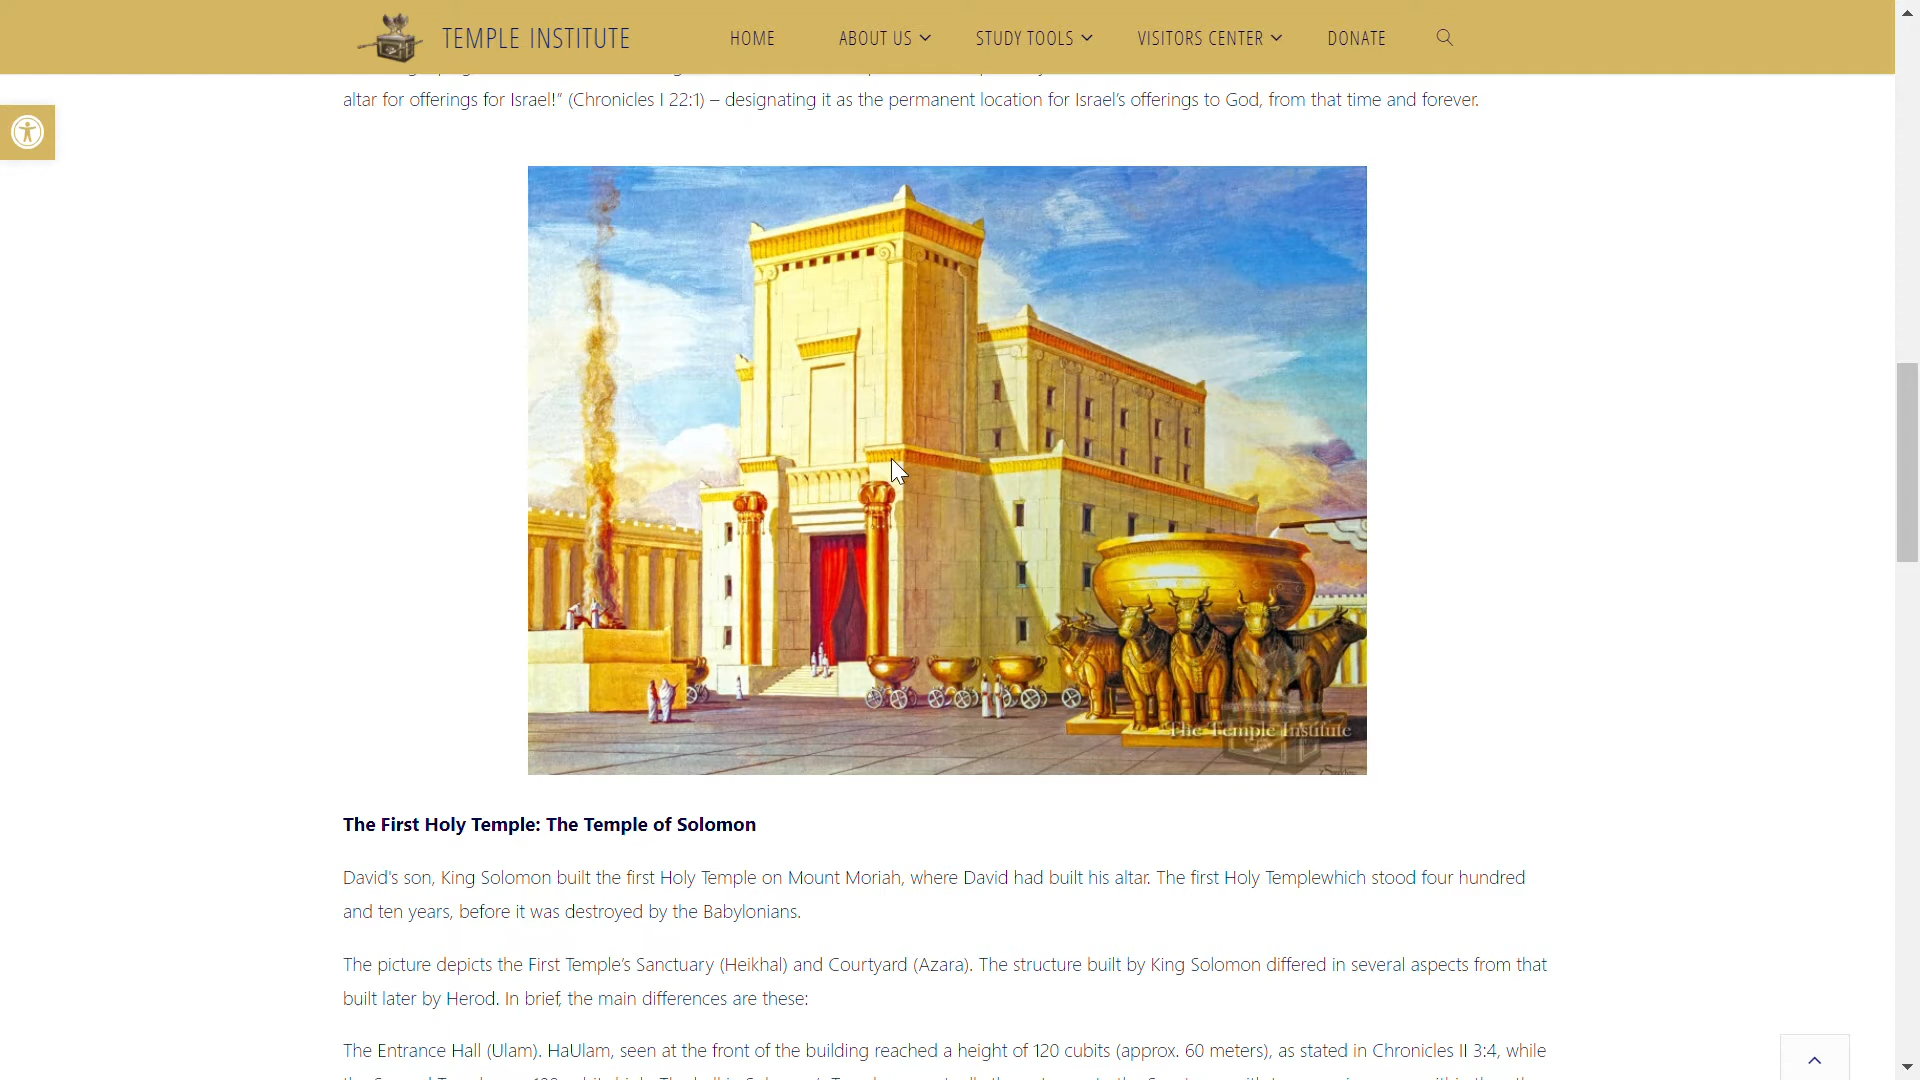 TEMPLE INSTITUTE
HOME
ABOUT US
STUDY TOOLS
VISITORS CENTER
DONATE
altar for offerings for Israel!" (Chronicles I 22:1) – designating it as the permanent location for Israel's offerings to God, from that time and forever.
The Temple Institute
The First Holy Temple: The Temple of Solomon
David's son, King Solomon built the first Holy Temple on Mount Moriah, where David had built his altar. The first Holy Templewhich stood four hundred
and ten years, before it was destroyed by the Babylonians.
The picture depicts the First Temple's Sanctuary (Heikhal) and Courtyard (Azara). The structure built by King Solomon differed in several aspects from that
built later by Herod. In brief, the main differences are these:
The Entrance Hall (Ulam). HaUlam, seen at the front of the building reached a height of 120 cubits (approx. 60 meters), as stated in Chronicles II 3:4, while